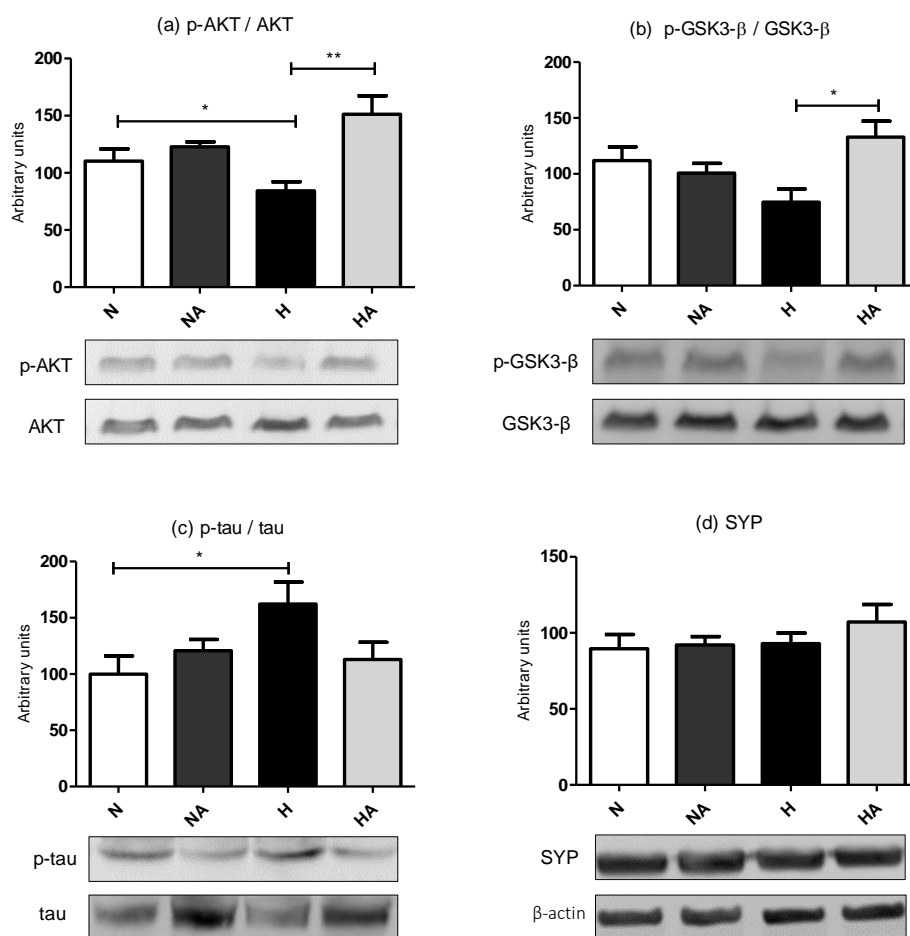 (a) p-AKT / AKT
**
*
200
150
100
50
0
Arbitrary units
N
NA
H
HA
p-AKT
AKT
(b) p-GSK3-β / GSK3-β
*
200
150
100
50
0
Arbitrary units
N
NA
H
HA
p-GSK3-β
GSK3-β
(c) p-tau / tau
*
200
150
100
50
0
Arbitrary units
N
NA
H
HA
p-tau
tau
(d) SYP
150
100
50
0
Arbitrary units
N
NA
H
HA
SYP
β-actin